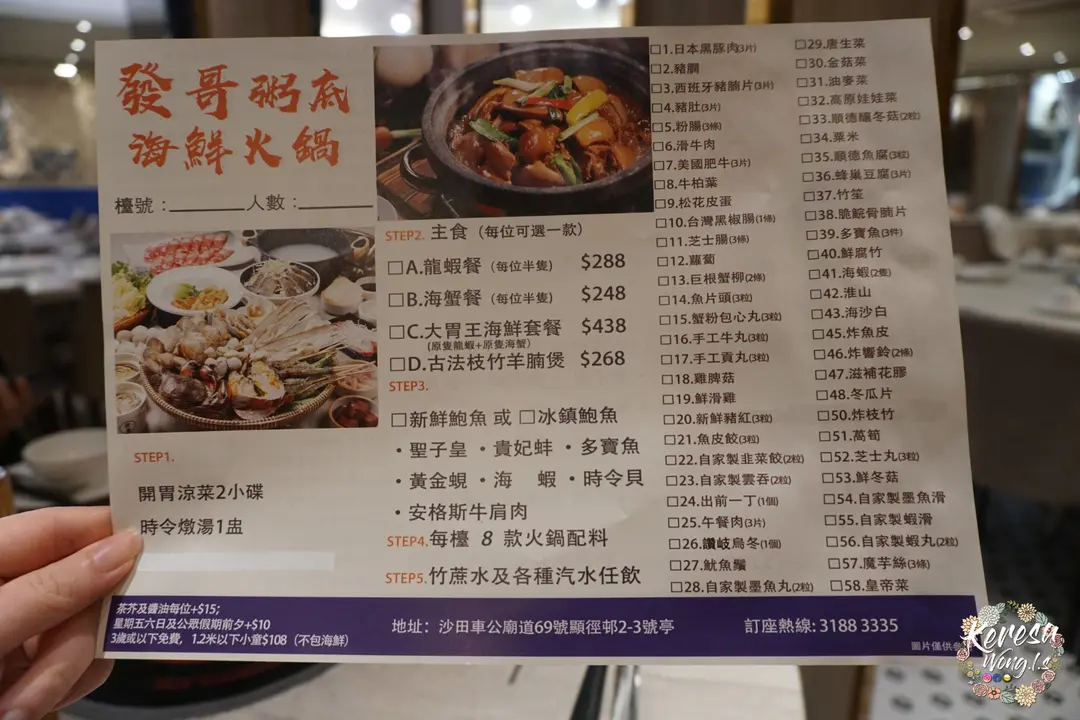 發哥粥底
海鮮火鍋
檯號：______人數：______
STEP1.
開胃涼菜2小碟
時令燉湯1盅
STEP2. 主食（每位可選一款）
□A.龍蝦餐（每位半隻） $288
□B.海蟹餐（每位半隻） $248
□C.大胃王海鮮套餐 $438
(原隻龍蝦+原隻海蟹)
□D.古法枝竹羊腩煲 $268
STEP3.
□新鮮鮑魚 或 □冰鎮鮑魚
・聖子皇・貴妃蚌・多寶魚
・黃金蜆・海 蝦・時令貝
・安格斯牛肩肉
STEP4.每檯 8 款火鍋配料
STEP5.竹蔗水及各種汽水任飲
□1.日本黑豚肉(3片)
□2.豬膶
□3.西班牙豬腩片(3片)
□4.豬肚(3片)
□5.粉腸(3條)
□6.滑牛肉
□7.美國肥牛(3片)
□8.牛柏葉
□9.松花皮蛋
□10.台灣黑椒腸(1條)
□11.芝士腸(3條)
□12.蘿蔔
□13.巨根蟹柳(2條)
□14.魚片頭(3粒)
□15.蟹粉包心丸(3粒)
□16.手工牛丸(3粒)
□17.手工貢丸(3粒)
□18.雞脾菇
□19.鮮滑雞
□20.新鮮豬紅(3粒)
□21.魚皮餃(3粒)
□22.自家製韭菜餃(2粒)
□23.自家製雲吞(2粒)
□24.出前一丁(1個)
□25.午餐肉(3片)
□26.讚岐烏冬(1個)
□27.魷魚鬚
□28.自家製墨魚丸(2粒)
□29.唐生菜
□30.金菇菜
□31.油麥菜
□32.高原娃娃菜
□33.順德釀冬菇(2粒)
□34.粟米
□35.順德魚腐(3粒)
□36.蜂巢豆腐(3片)
□37.竹笙
□38.脆鯇骨腩片
□39.多寶魚(3件)
□40.鮮腐竹
□41.海蝦(2隻)
□42.淮山
□43.海沙白
□45.炸魚皮
□46.炸響鈴(2條)
□47.滋補花膠
□48.冬瓜片
□50.炸枝竹
□51.萵筍
□52.芝士丸(3粒)
□53.鮮冬菇
□54.自家製墨魚滑
□55.自家製蝦滑
□56.自家製蝦丸(2粒)
□57.魔芋絲(3條)
□58.皇帝菜
茶芥及醬油每位+$15;
星期五六日及公眾假期前夕+$10
3歲或以下免費，1.2米以下小童$108（不包海鮮）
地址：沙田車公廟道69號顯徑邨2-3號亭
訂座熱線: 3188 3335
圖片僅供
Keresa
Wong.l.s